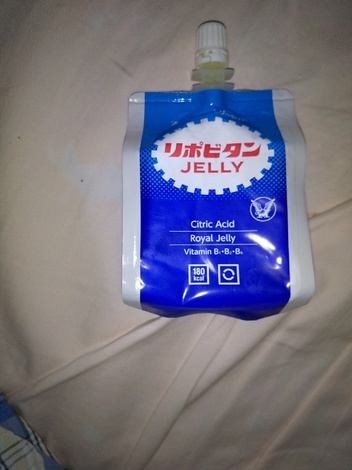 リポビタン
JELLY
Citric Acid
Royal Jelly
Vitamin B₁・B₂・B₆
180
kcal